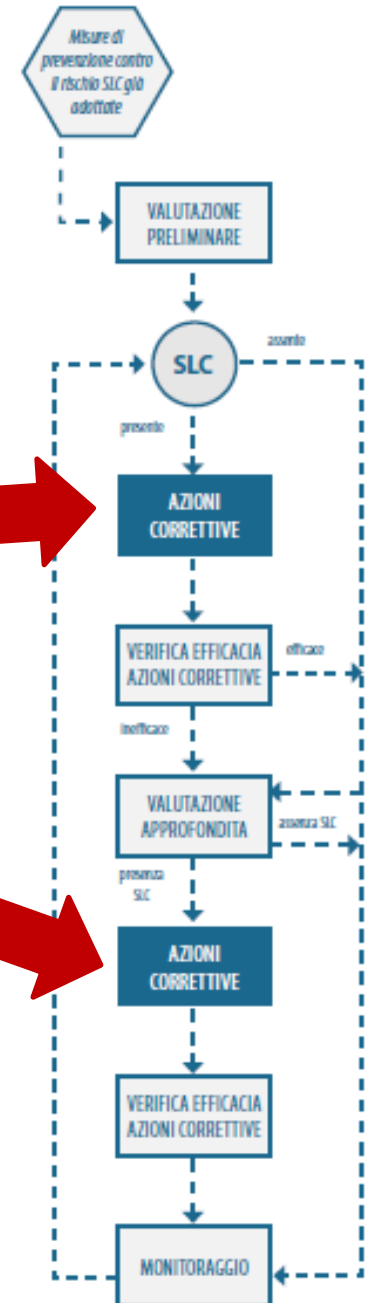 Misure di
prevenzione contro
il rischio SLC già
adottate
VALUTAZIONE
PRELIMINARE
SLC
assente
presente
AZIONI
CORRETTIVE
VERIFICA EFFICACIA
AZIONI CORRETTIVE
efficace
inefficace
VALUTAZIONE
APPROFONDITA
assenza SLC
presenza
SLC
AZIONI
CORRETTIVE
VERIFICA EFFICACIA
AZIONI CORRETTIVE
MONITORAGGIO